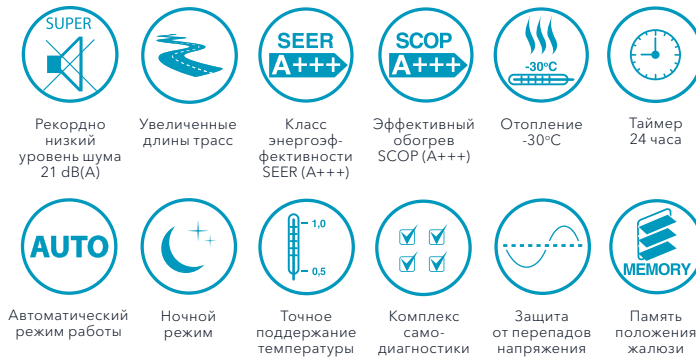 SUPER
Рекордно
низкий
уровень шума
21 dB(A)
Увеличенные
длины трасс
SEER
A+++
Класс
энергоэф-
фективности
SEER (A+++)
SCOP
A+++
Эффективный
обогрев
SCOP (A+++)
-30°C
Отопление
-30°C
Таймер
24 часа
AUTO
Автоматический
режим работы
Ночной
режим
1,0
0,5
Точное
поддержание
температуры
Комплекс
само-
диагностики
Защита
от перепадов
напряжения
MEMORY
Память
положения
жалюзи